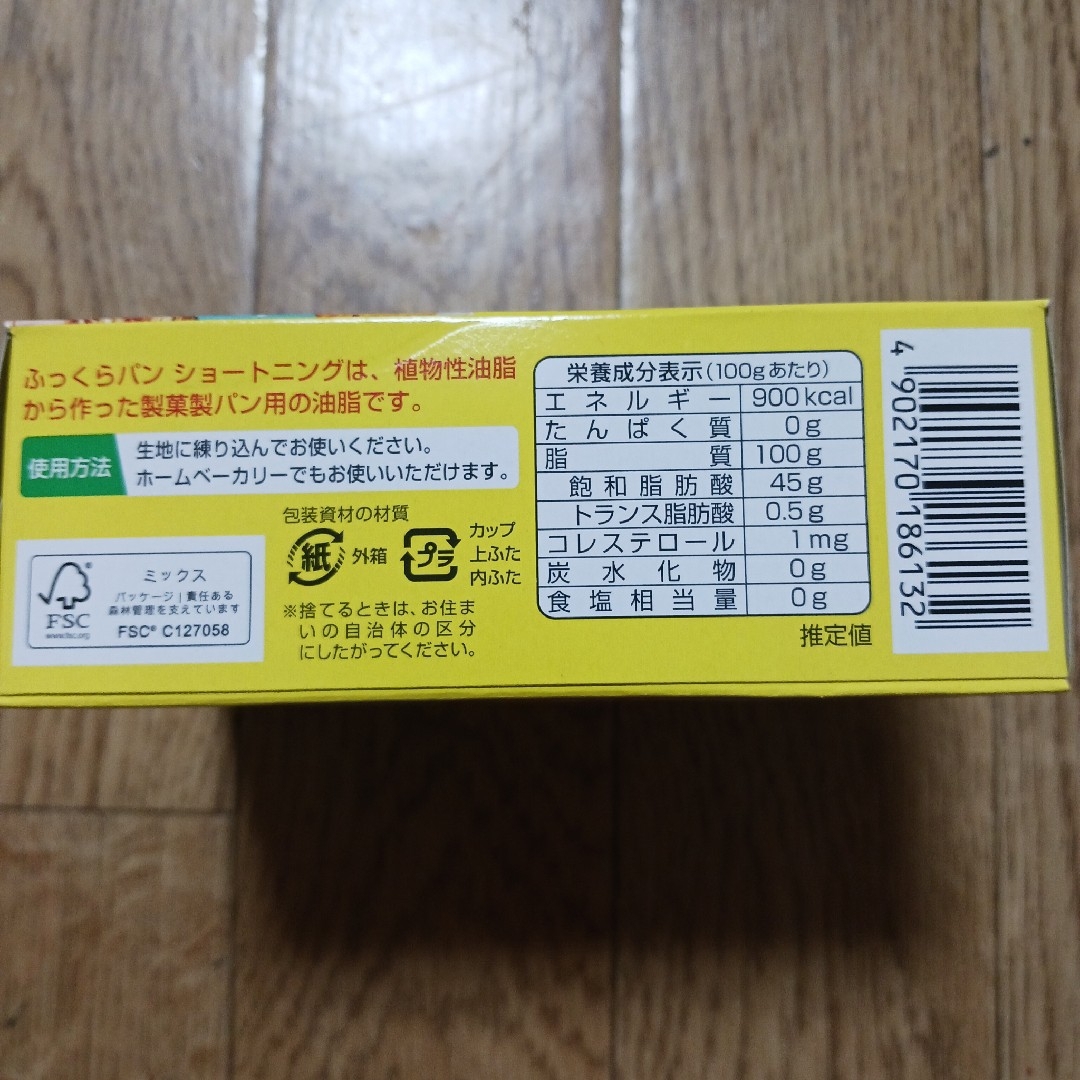 ふっくらパン ショートニングは、植物性油脂
から作った製菓製パン用の油脂です。
使用方法
生地に練り込んでお使いください。
ホームベーカリーでもお使いいただけます。
包装資材の材質
紙 外箱
プラ カップ
上ふた
内ふた
※捨てるときは、お住ま
いの自治体の区分
にしたがってください。
FSC
www.fsc.org
ミックス
パッケージ|責任ある
森林管理を支えています
FSC® C127058
栄養成分表示(100gあたり)
エネルギー 900kcal
たんぱく質 0g
脂質 100g
飽和脂肪酸 45g
トランス脂肪酸 0.5g
コレステロール 1mg
炭水化物 0g
食塩相当量 0g
推定値
4 902170 186132